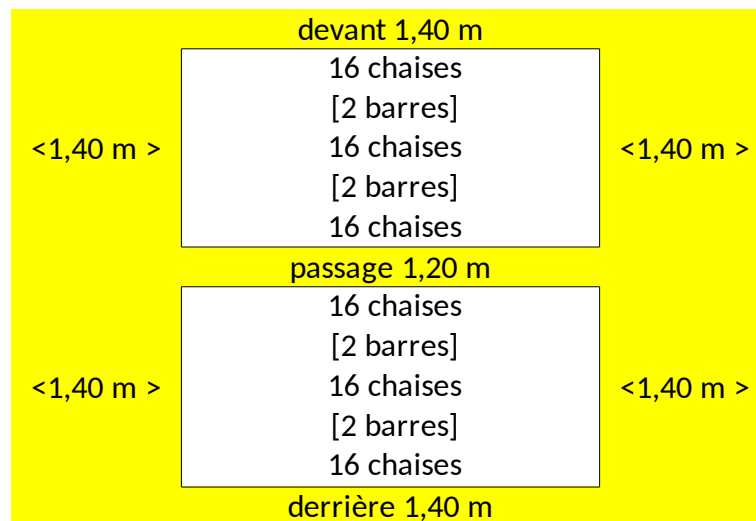 devant 1,40 m
16 chaises
[2 barres]
<1,40 m > 16 chaises <1,40 m >
[2 barres]
16 chaises
passage 1,20 m
16 chaises
[2 barres]
<1,40 m > 16 chaises <1,40 m >
[2 barres]
16 chaises
derrière 1,40 m